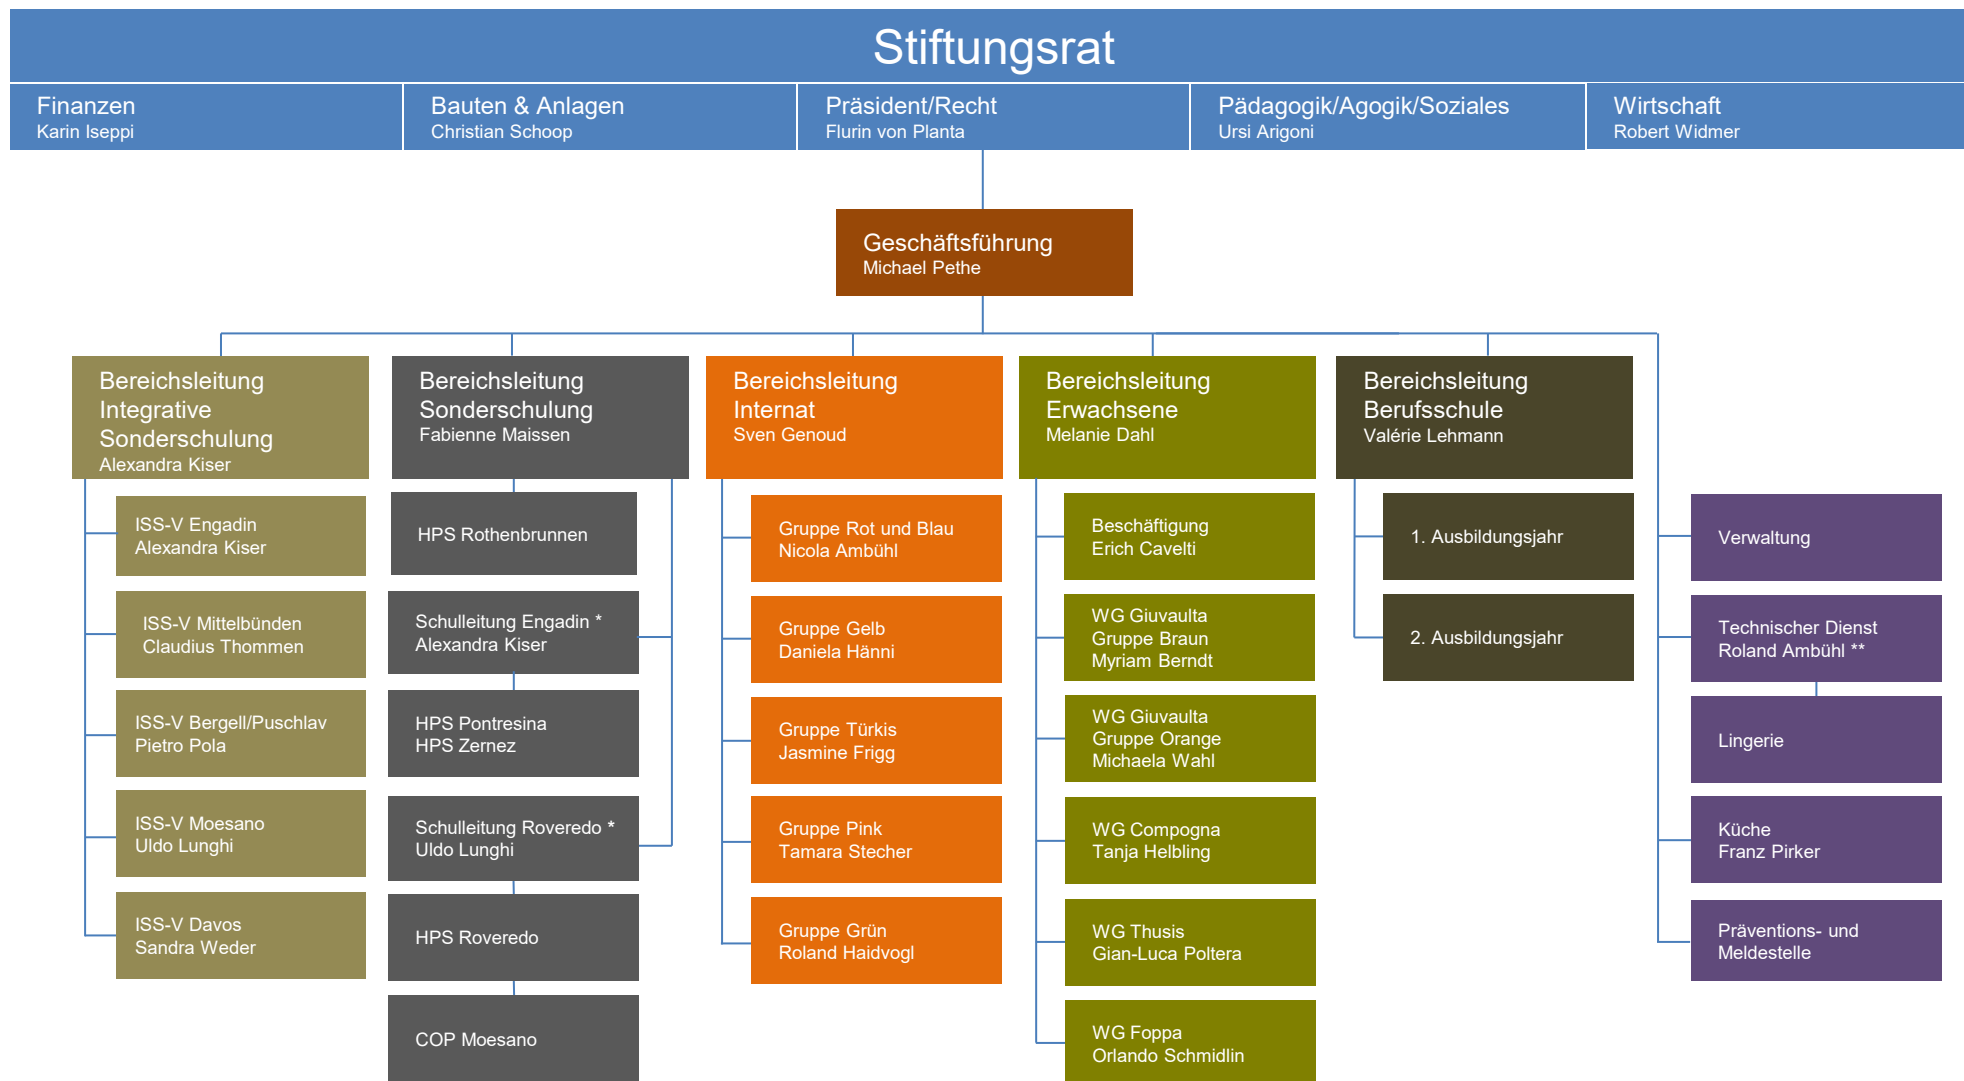 Stiftungsrat
Finanzen
Karin Iseppi
Bauten & Anlagen
Christian Schoop
Präsident/Recht
Flurin von Planta
Pädagogik/Agogik/Soziales
Ursi Arigoni
Wirtschaft
Robert Widmer
Geschäftsführung
Michael Pethe
Bereichsleitung
Integrative
Sonderschulung
Alexandra Kiser
ISS-V Engadin
Alexandra Kiser
ISS-V Mittelbünden
Claudius Thommen
ISS-V Bergell/Puschlav
Pietro Pola
ISS-V Moesano
Uldo Lunghi
ISS-V Davos
Sandra Weder
Bereichsleitung
Sonderschulung
Fabienne Maissen
HPS Rothenbrunnen
Schulleitung Engadin *
Alexandra Kiser
HPS Pontresina
HPS Zernez
Schulleitung Roveredo *
Uldo Lunghi
HPS Roveredo
COP Moesano
Bereichsleitung
Internat
Sven Genoud
Gruppe Rot und Blau
Nicola Ambühl
Gruppe Gelb
Daniela Hänni
Gruppe Türkis
Jasmine Frigg
Gruppe Pink
Tamara Stecher
Gruppe Grün
Roland Haidvogl
Bereichsleitung
Erwachsene
Melanie Dahl
Beschäftigung
Erich Cavelti
WG Giuvaulta
Gruppe Braun
Myriam Berndt
WG Giuvaulta
Gruppe Orange
Michaela Wahl
WG Compogna
Tanja Helbling
WG Thusis
Gian-Luca Poltera
WG Foppa
Orlando Schmidlin
Bereichsleitung
Berufsschule
Valérie Lehmann
1. Ausbildungsjahr
2. Ausbildungsjahr
Verwaltung
Technischer Dienst
Roland Ambühl **
Lingerie
Küche
Franz Pirker
Präventions- und
Meldestelle